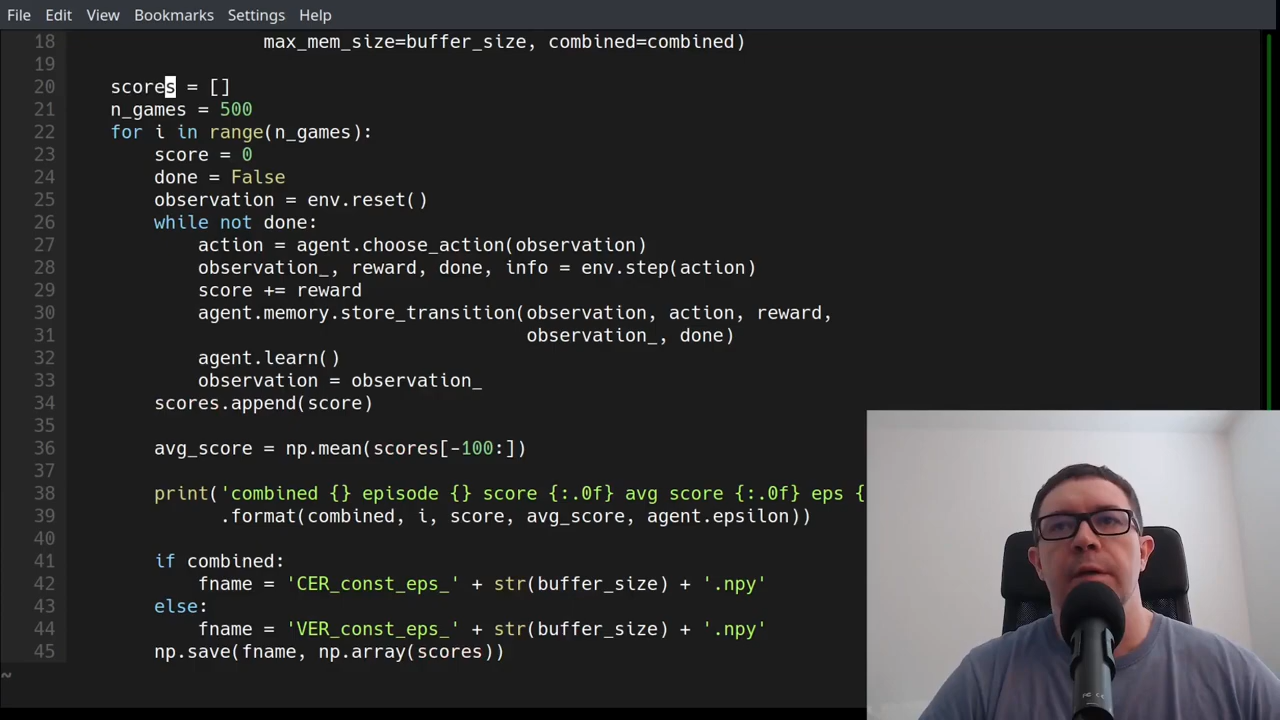 File Edit View Bookmarks Settings Help
18 max_mem_size=buffer_size, combined=combined)
19
20 scores = []
21 n_games = 500
22 for i in range(n_games):
23 score = 0
24 done = False
25 observation = env.reset()
26 while not done:
27 action = agent.choose_action(observation)
28 observation_, reward, done, info = env.step(action)
29 score += reward
30 agent.memory.store_transition(observation, action, reward,
31 observation_, done)
32 agent.learn()
33 observation = observation_
34 scores.append(score)
35
36 avg_score = np.mean(scores[-100:])
37
38 print('combined {} episode {} score {:.0f} avg score {:.0f} eps {
39 .format(combined, i, score, avg_score, agent.epsilon))
40
41 if combined:
42 fname = 'CER_const_eps_' + str(buffer_size) + '.npy'
43 else:
44 fname = 'VER_const_eps_' + str(buffer_size) + '.npy'
45 np.save(fname, np.array(scores))
~